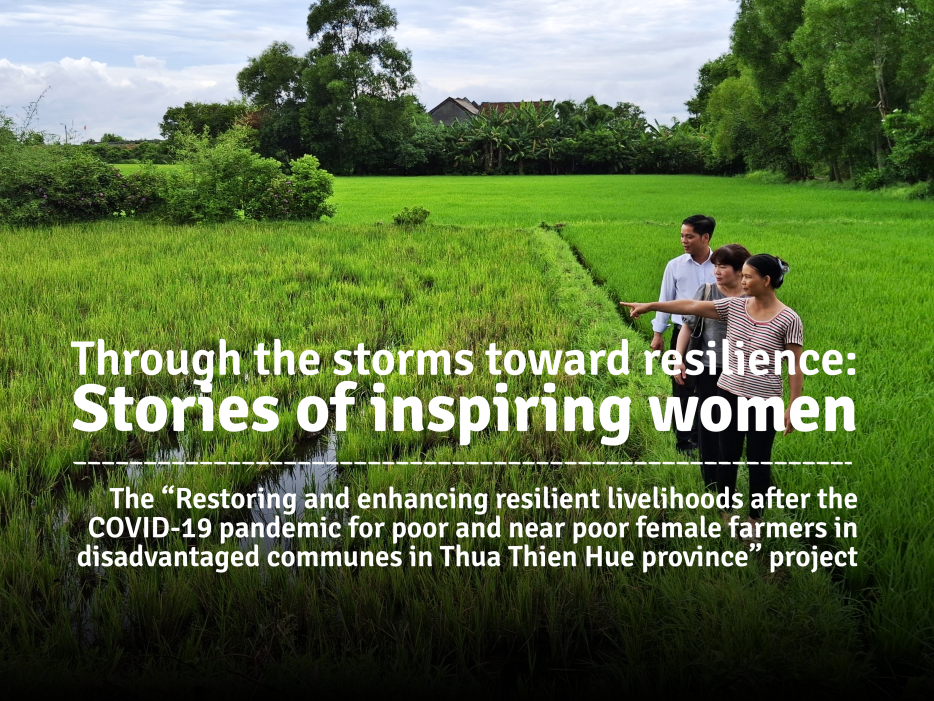 Through the storms toward resilience:
Stories of inspiring women
The “Restoring and enhancing resilient livelihoods after the
COVID-19 pandemic for poor and near poor female farmers in
disadvantaged communes in Thua Thien Hue province” project